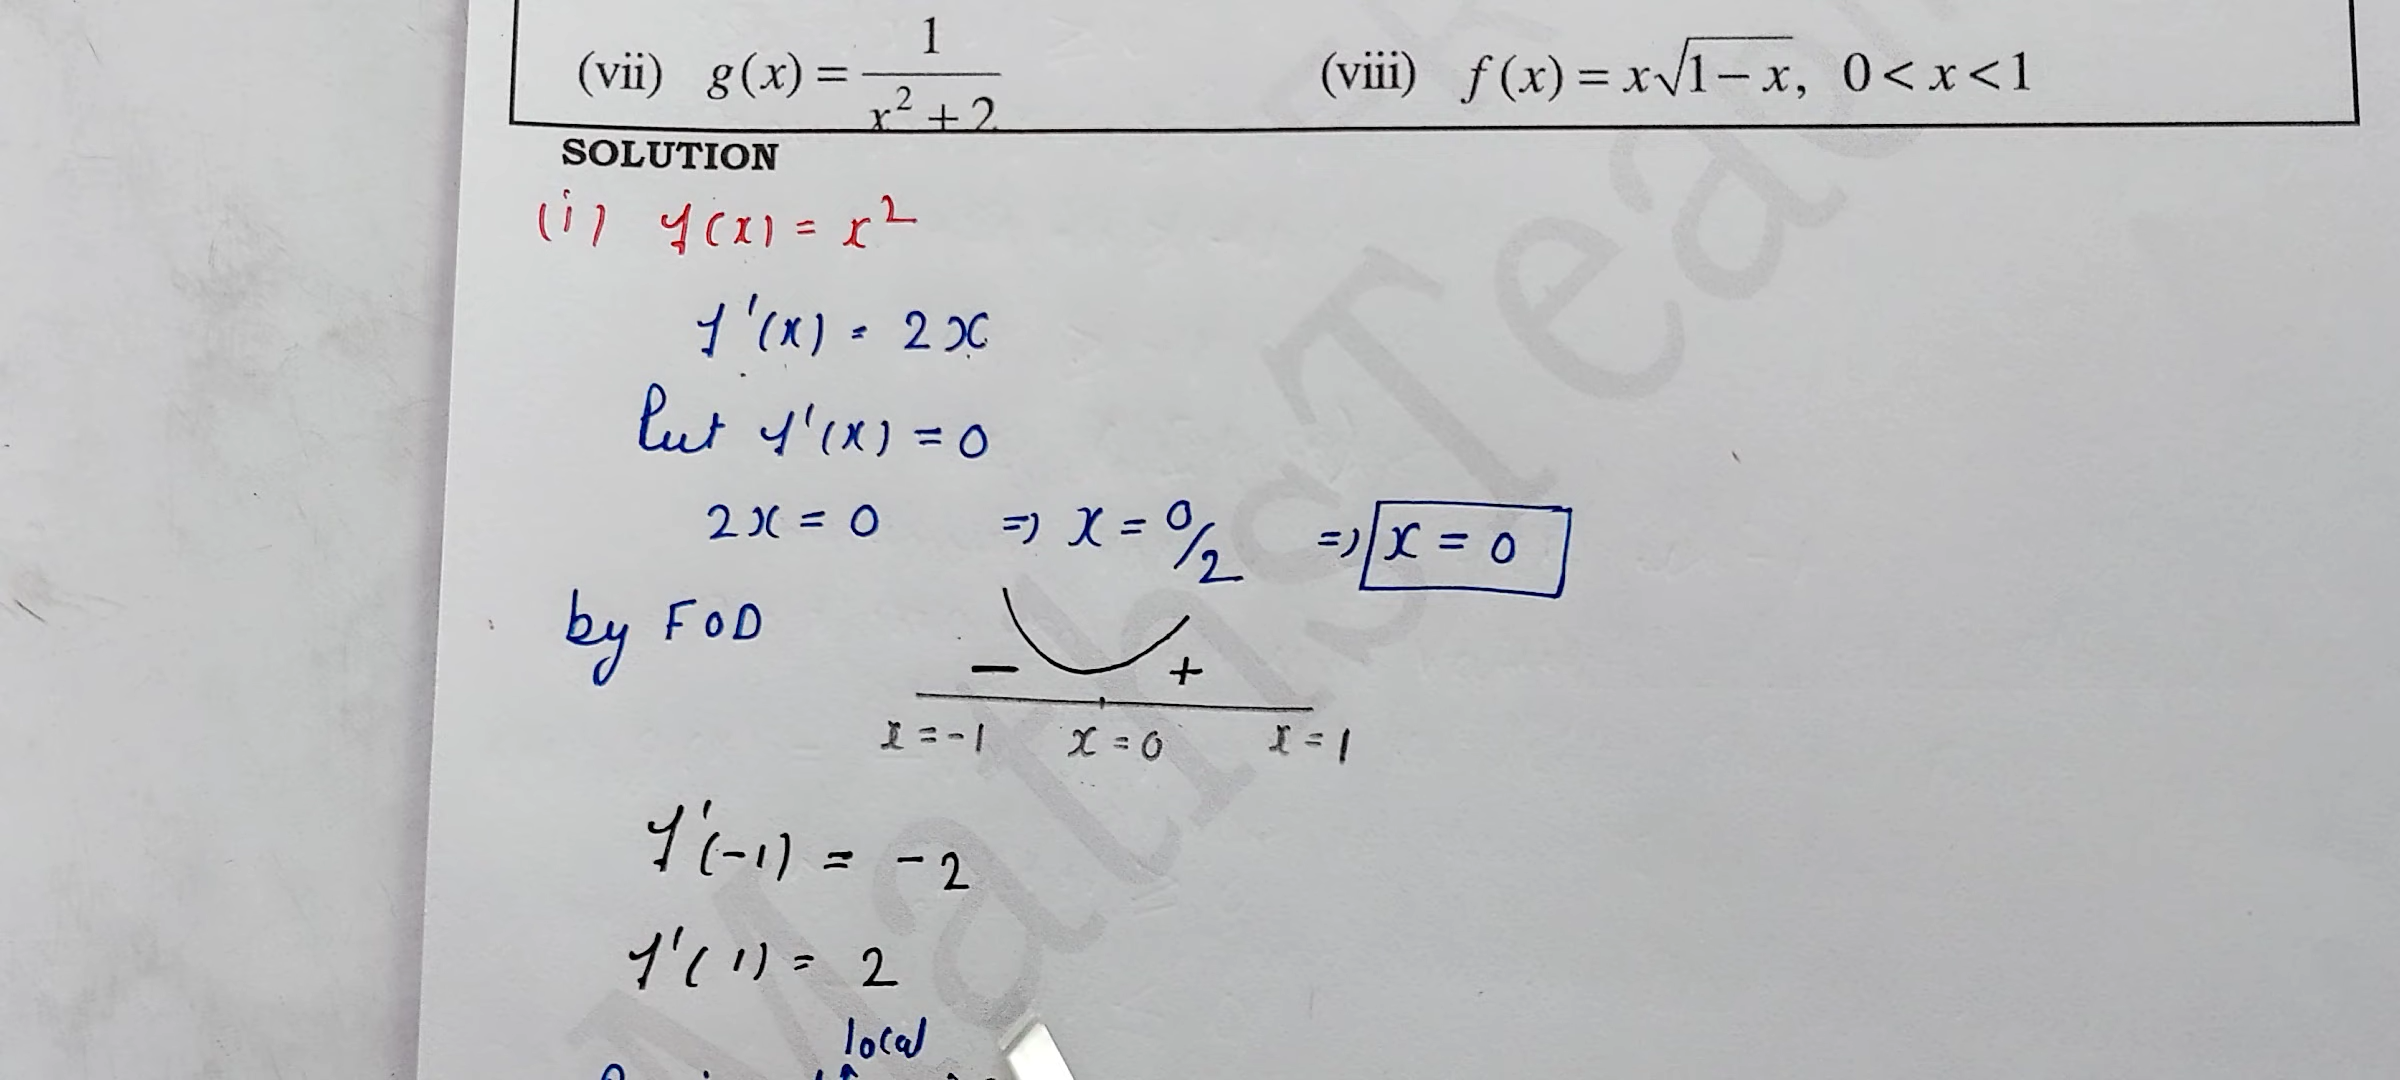 (vii) g(x) = 1/(x² + 2)
(viii) f(x) = x√(1 − x), 0 < x < 1
SOLUTION
(i) f(x) = x²
f'(x) = 2x
Put f'(x) = 0
2x = 0 ⇒ x = 0/2 ⇒ x = 0
by FOD
− +
x = -1 x = 0 x = 1
f'(-1) = -2
f'(1) = 2
local
MathsTea